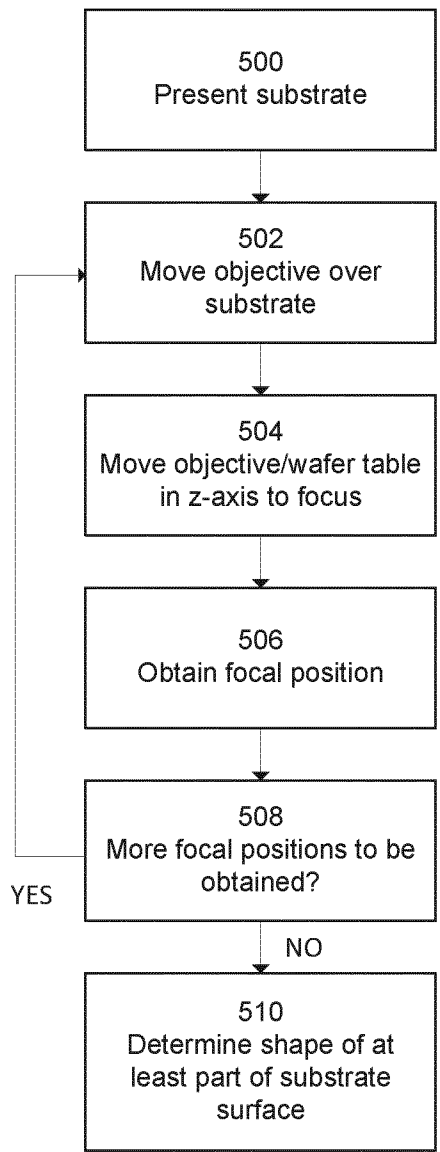 500
Present substrate
502
Move objective over
substrate
504
Move objective/wafer table
in z-axis to focus
506
Obtain focal position
508
More focal positions to be
obtained?
YES
NO
510
Determine shape of at
least part of substrate
surface